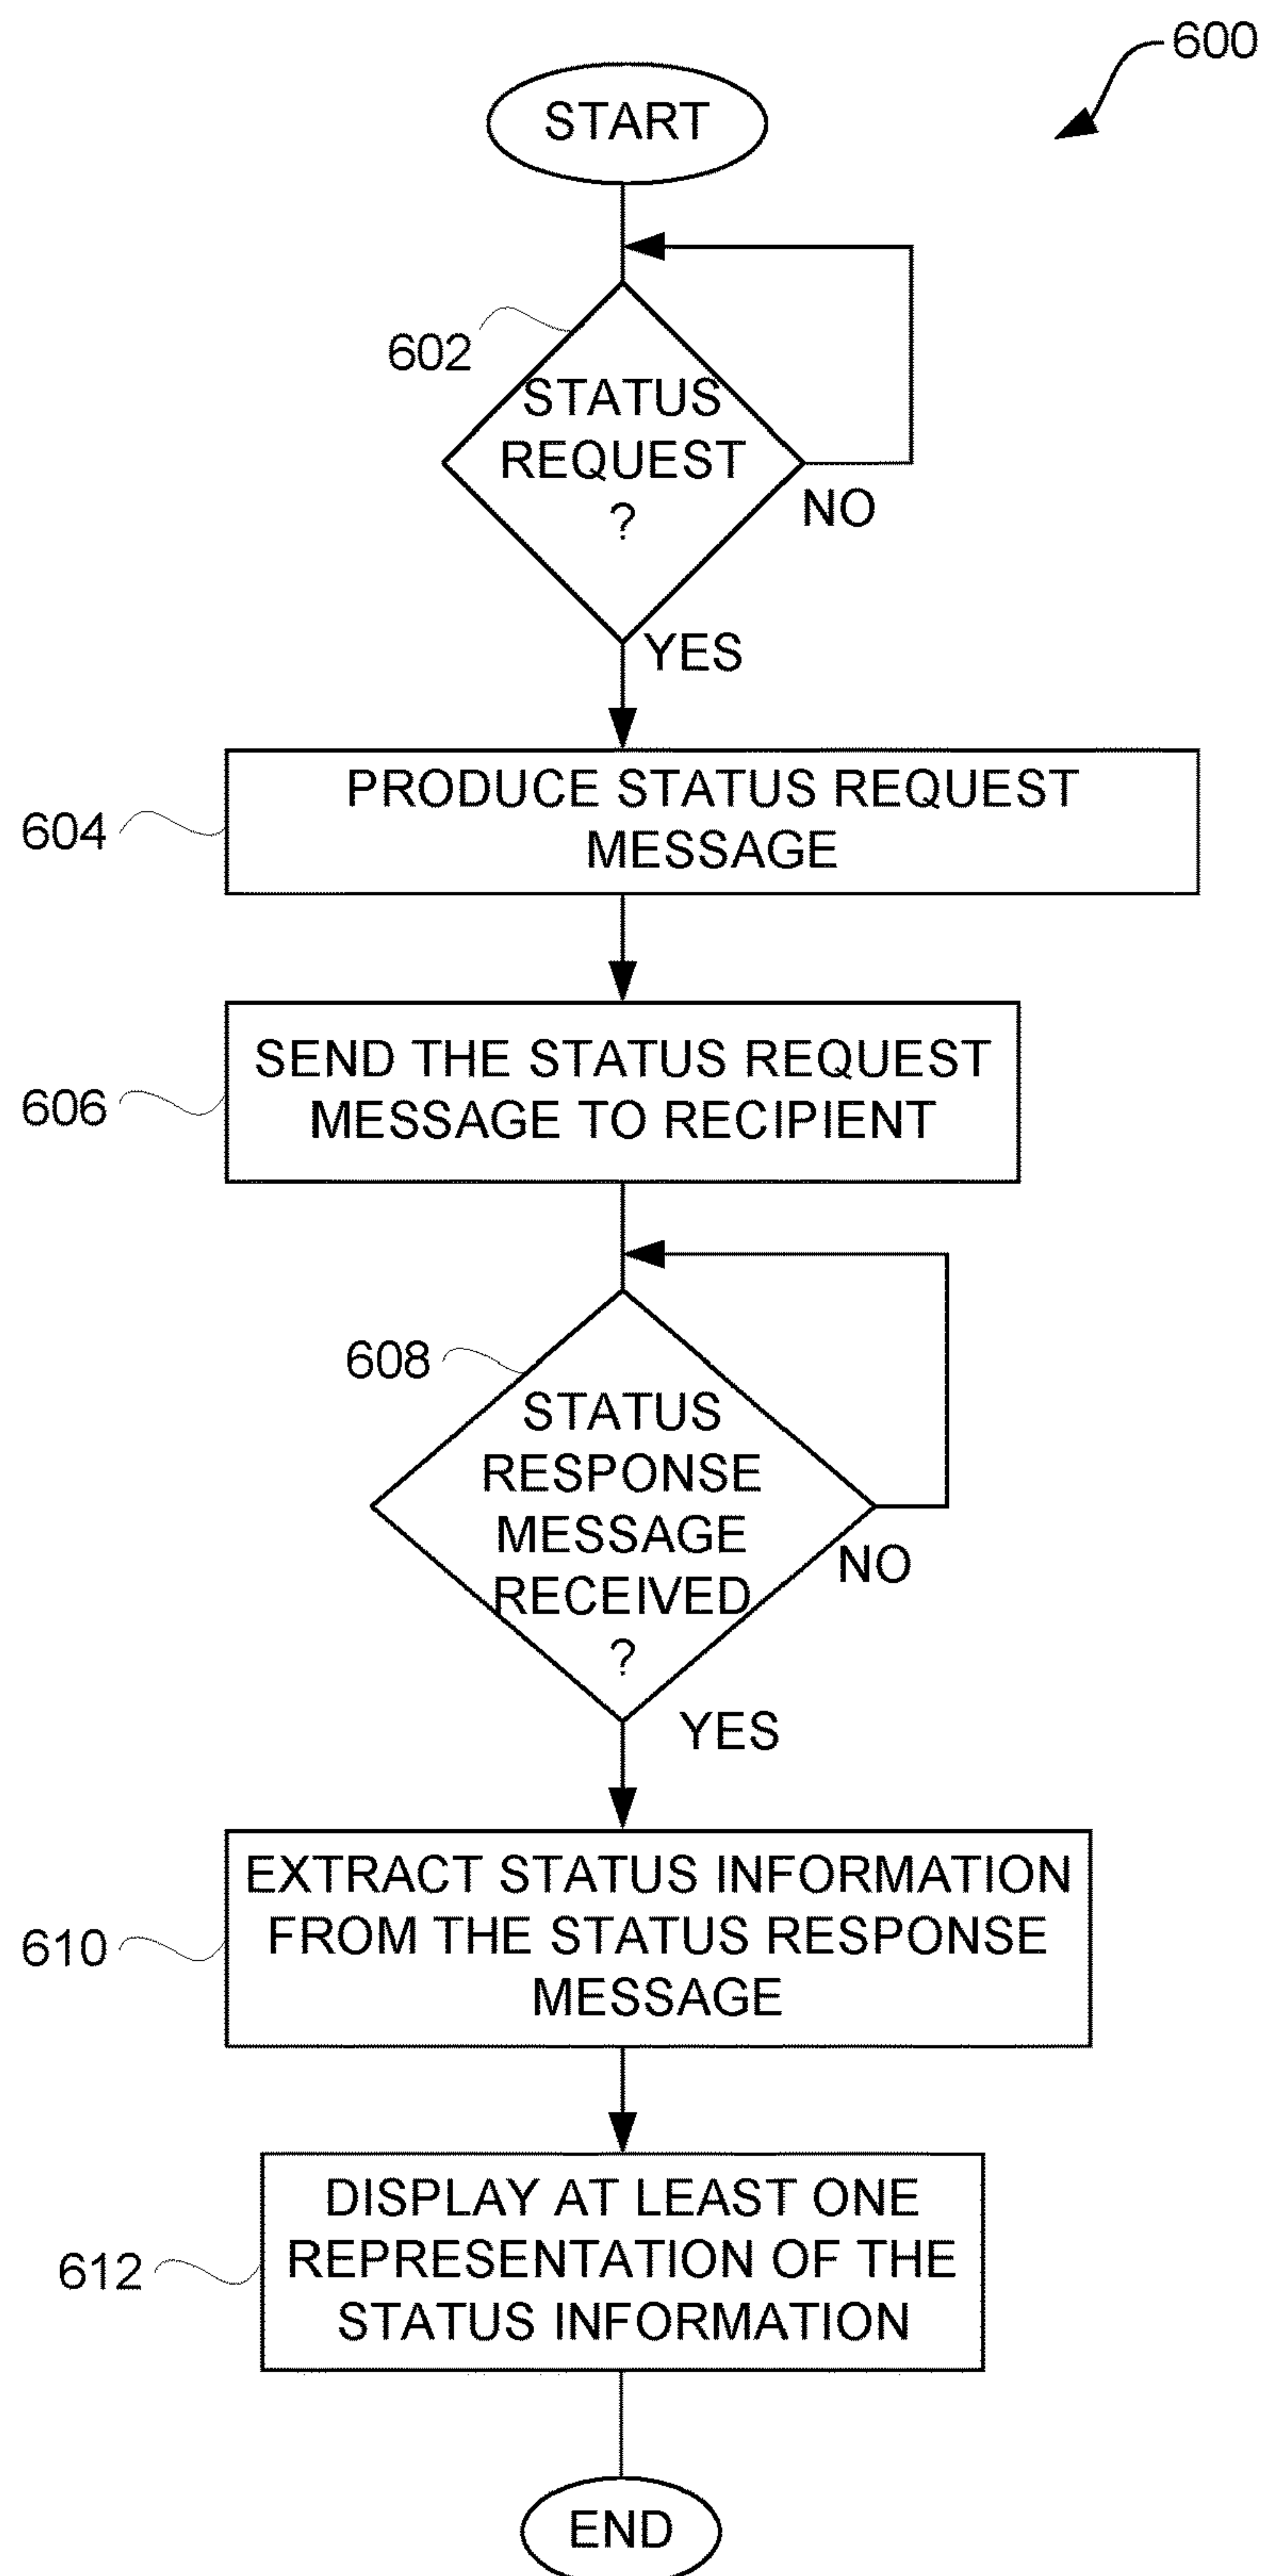 600
START
602
STATUS
REQUEST
?
NO
YES
604
PRODUCE STATUS REQUEST
MESSAGE
606
SEND THE STATUS REQUEST
MESSAGE TO RECIPIENT
608
STATUS
RESPONSE
MESSAGE
RECEIVED
?
NO
YES
610
EXTRACT STATUS INFORMATION
FROM THE STATUS RESPONSE
MESSAGE
612
DISPLAY AT LEAST ONE
REPRESENTATION OF THE
STATUS INFORMATION
END